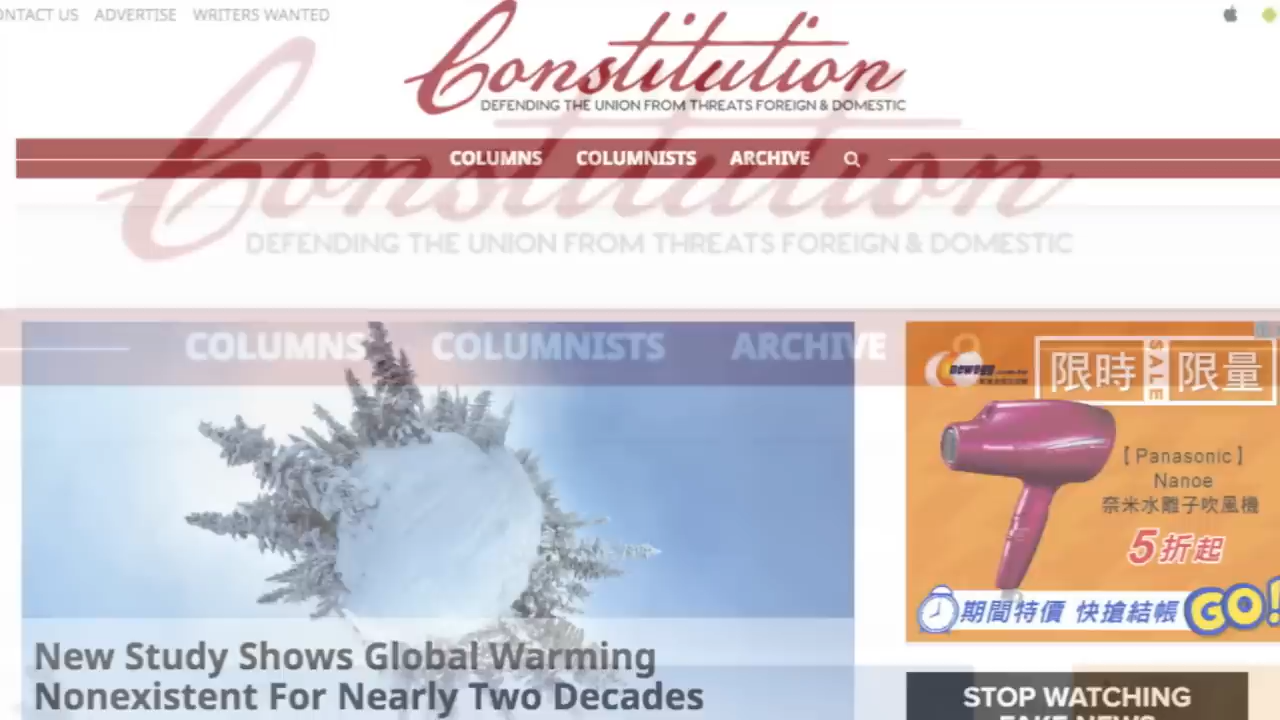 CONTACT US ADVERTISE WRITERS WANTED
Constitution
DEFENDING THE UNION FROM THREATS FOREIGN & DOMESTIC
COLUMNS COLUMNISTS ARCHIVE
Constitution
DEFENDING THE UNION FROM THREATS FOREIGN & DOMESTIC
COLUMNS COLUMNISTS ARCHIVE
newegg
限時 SALE 限量
【Panasonic】
Nanoe
奈米水離子吹風機
5折起
期間特價 快搶結帳 GO!
New Study Shows Global Warming
Nonexistent For Nearly Two Decades
STOP WATCHING
FAKE NEWS